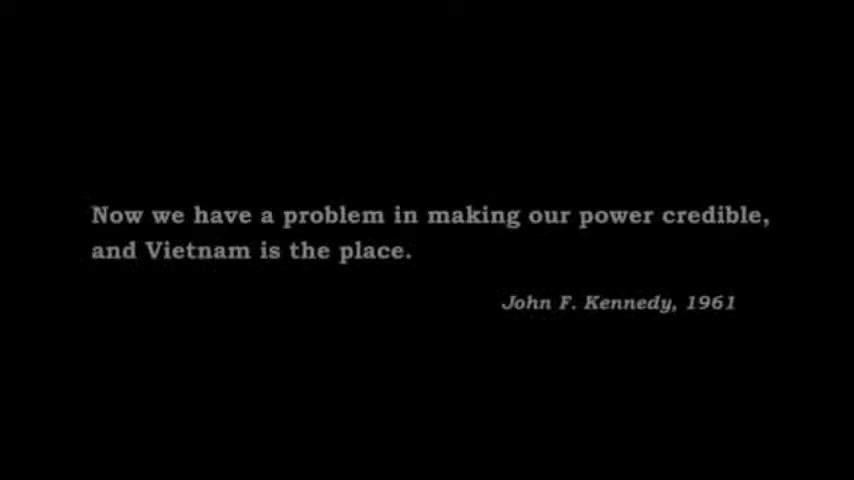 Now we have a problem in making our power credible,
and Vietnam is the place.
John F. Kennedy, 1961